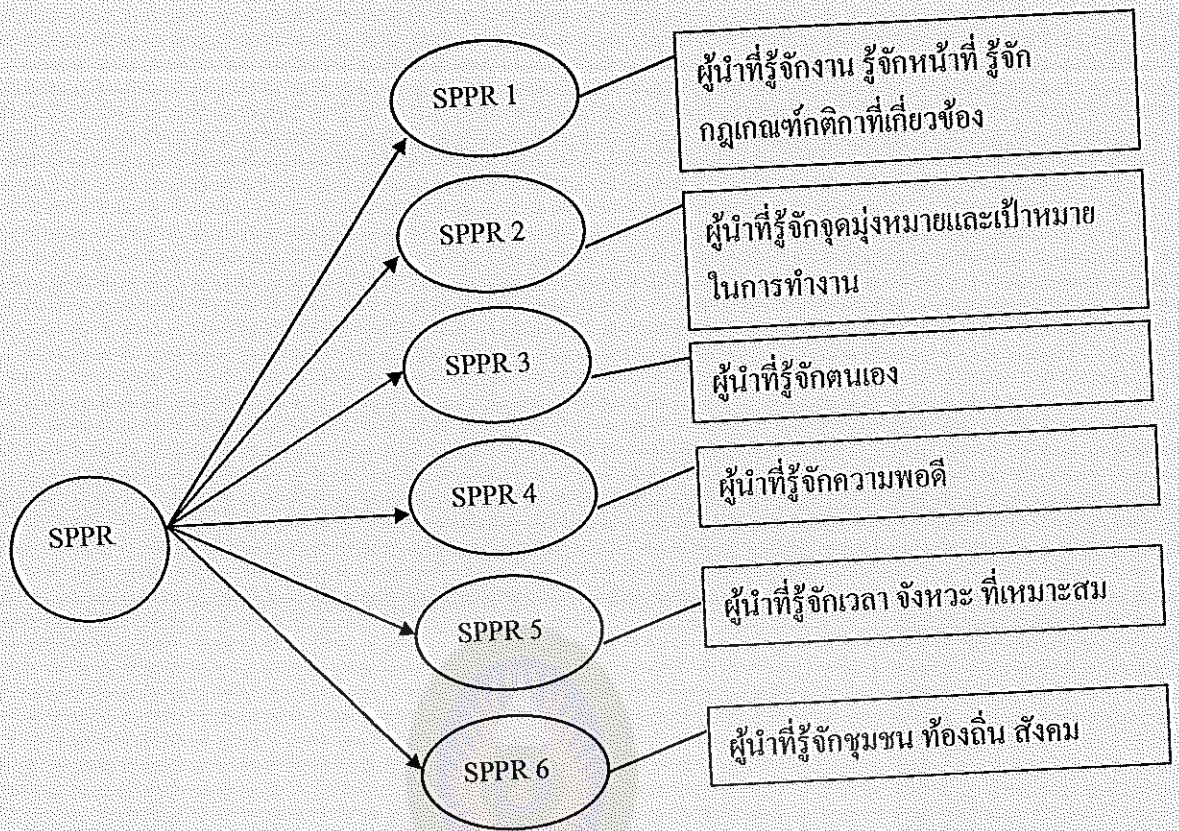 SPPR
SPPR 1
ผู้นำที่รู้จักงาน รู้จักหน้าที่ รู้จัก
กฎเกณฑ์กติกาที่เกี่ยวข้อง
SPPR 2
ผู้นำที่รู้จักจุดมุ่งหมายและเป้าหมาย
ในการทำงาน
SPPR 3
ผู้นำที่รู้จักตนเอง
SPPR 4
ผู้นำที่รู้จักความพอดี
SPPR 5
ผู้นำที่รู้จักเวลา จังหวะ ที่เหมาะสม
SPPR 6
ผู้นำที่รู้จักชุมชน ท้องถิ่น สังคม